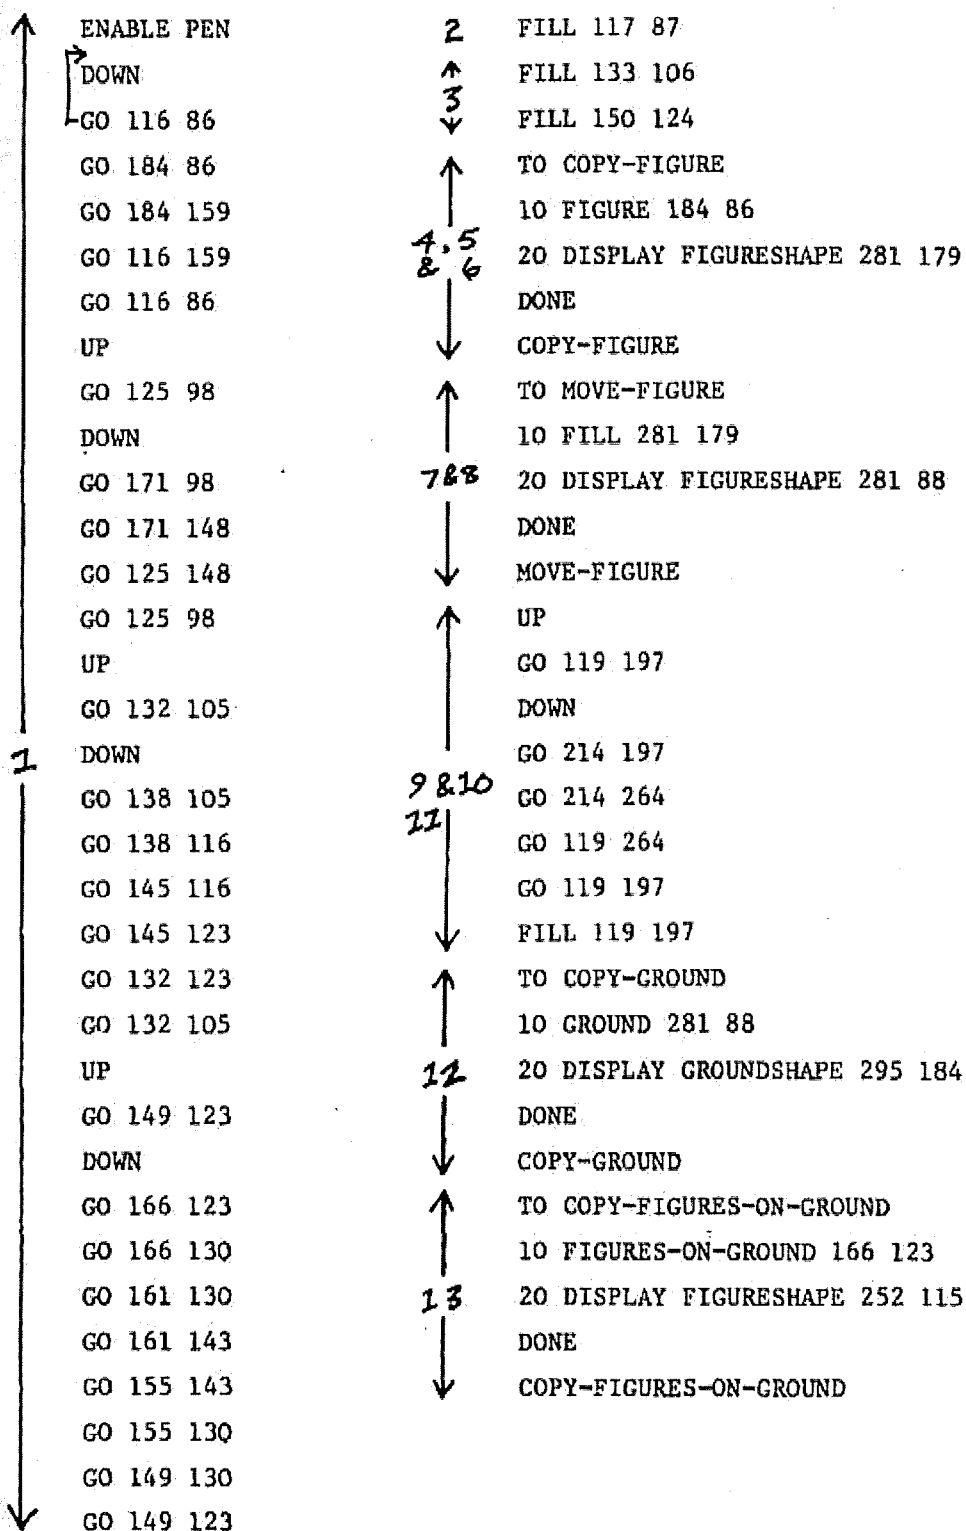 ENABLE PEN
DOWN
GO 116 86
GO 184 86
GO 184 159
GO 116 159
GO 116 86
UP
GO 125 98
DOWN
GO 171 98
GO 171 148
GO 125 148
GO 125 98
UP
GO 132 105
1
DOWN
GO 138 105
GO 138 116
GO 145 116
GO 145 123
GO 132 123
GO 132 105
UP
GO 149 123
DOWN
GO 166 123
GO 166 130
GO 161 130
GO 161 143
GO 155 143
GO 155 130
GO 149 130
GO 149 123
2 FILL 117 87
FILL 133 106
3
FILL 150 124
TO COPY-FIGURE
10 FIGURE 184 86
4,5
& 6
20 DISPLAY FIGURESHAPE 281 179
DONE
COPY-FIGURE
TO MOVE-FIGURE
10 FILL 281 179
7&8 20 DISPLAY FIGURESHAPE 281 88
DONE
MOVE-FIGURE
UP
GO 119 197
DOWN
GO 214 197
9 &10
GO 214 264
11
GO 119 264
GO 119 197
FILL 119 197
TO COPY-GROUND
10 GROUND 281 88
12 20 DISPLAY GROUNDSHAPE 295 184
DONE
COPY-GROUND
TO COPY-FIGURES-ON-GROUND
10 FIGURES-ON-GROUND 166 123
13 20 DISPLAY FIGURESHAPE 252 115
DONE
COPY-FIGURES-ON-GROUND